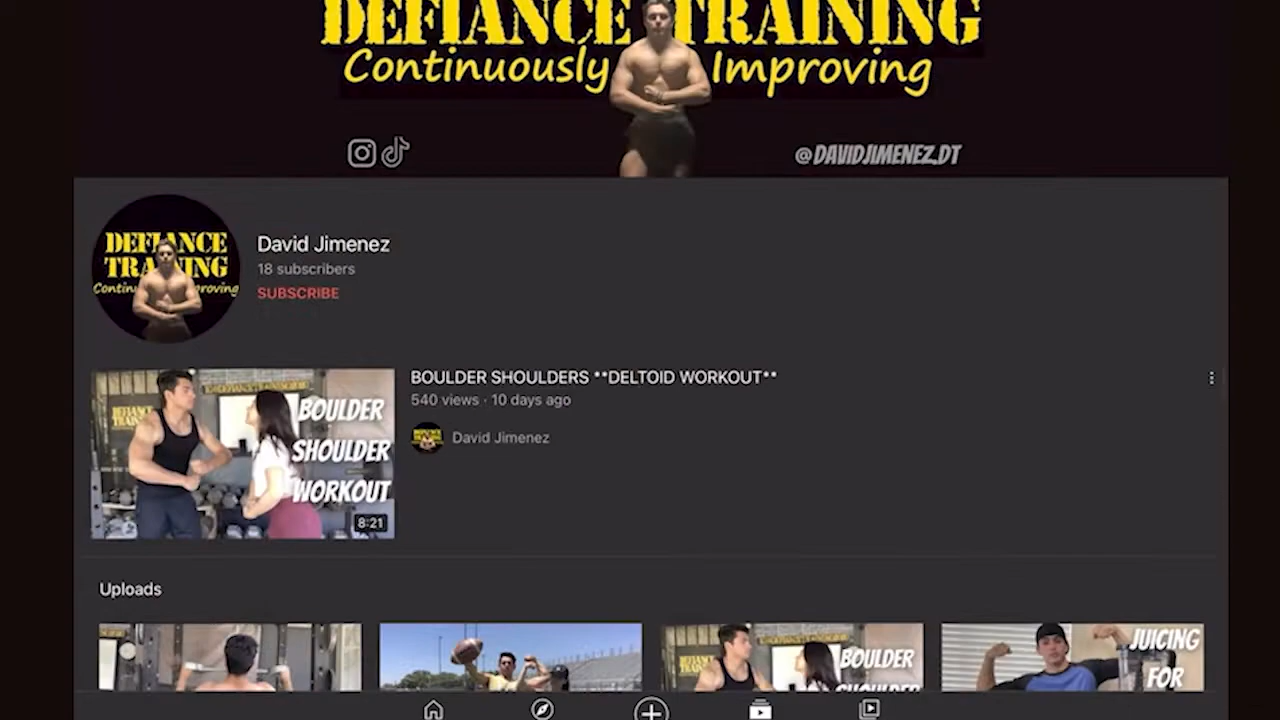 DEFIANCE TRAINING
Continuously Improving
@DAVIDJIMENEZ.DT
DEFIANCE
TRAINING
David Jimenez
18 subscribers
SUBSCRIBE
BOULDER SHOULDERS **DELTOID WORKOUT**
540 views · 10 days ago
David Jimenez
BOULDER
SHOULDER
WORKOUT
8:21
Uploads
BOULDER
SHOULDER
JUICING
FOR